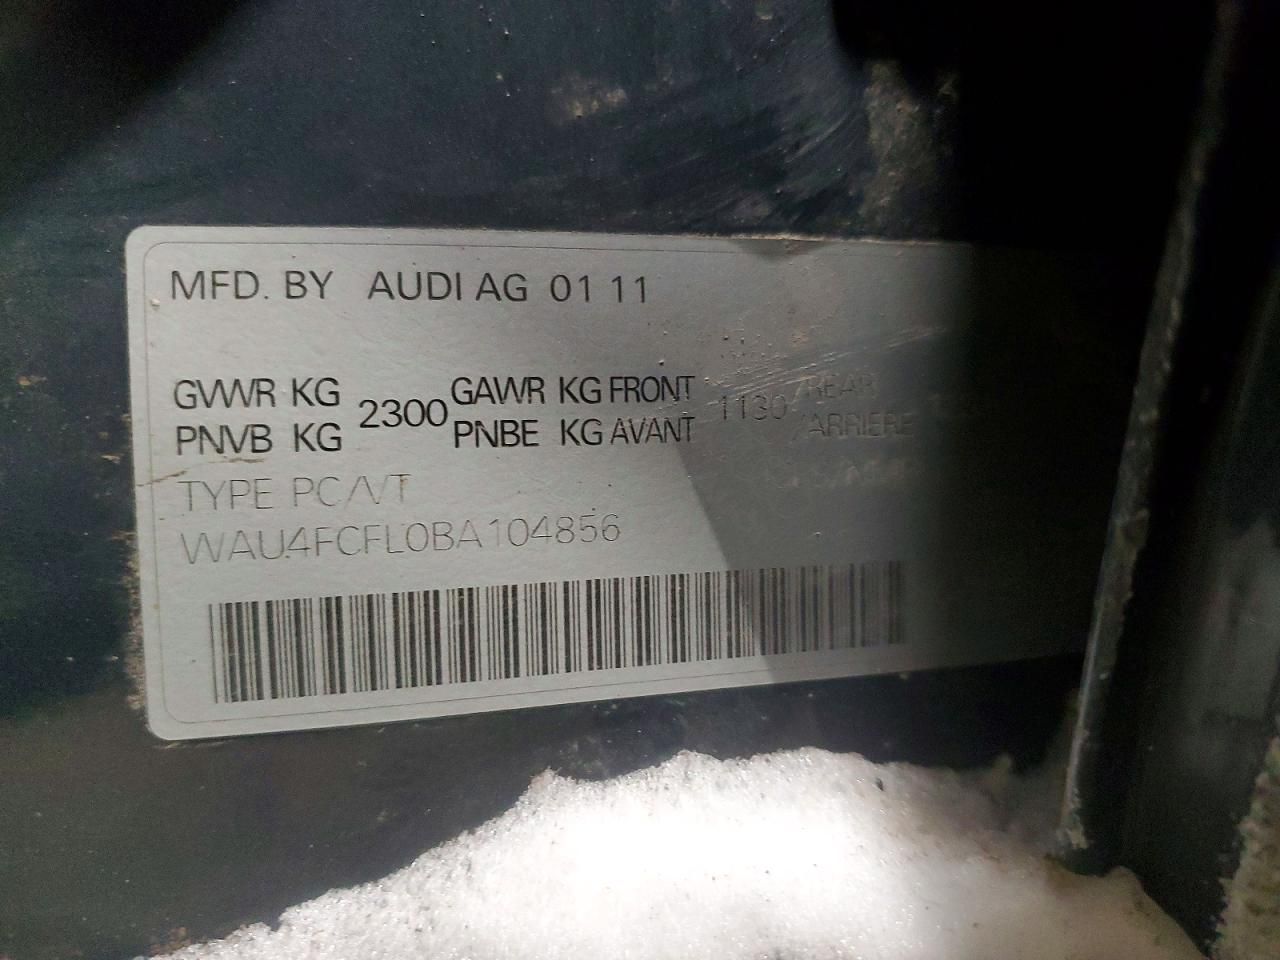 MFD. BY AUDI AG 01 11
GVWR KG 2300 GAWR KG FRONT 1130 /REAR
PNVB KG PNBE KG AVANT /ARRIERE
TYPE PC/VT
WAU4FCFL0BA104856